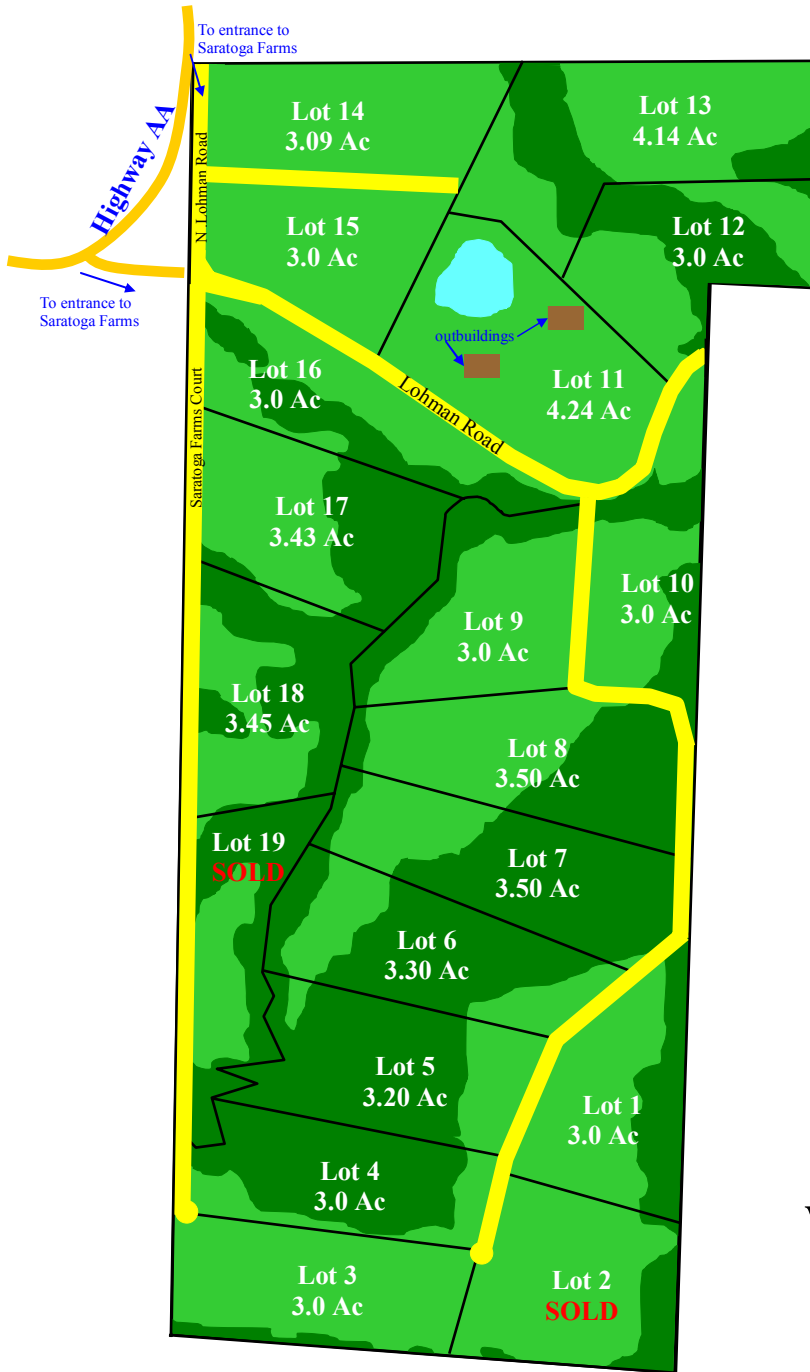 To entrance to
Saratoga Farms
Highway AA
N. Lohman Road
To entrance to
Saratoga Farms
Lot 14
3.09 Ac
Lot 13
4.14 Ac
Lot 15
3.0 Ac
Lot 12
3.0 Ac
outbuildings
Lot 16
3.0 Ac
Lohman Road
Lot 11
4.24 Ac
Saratoga Farms Court
Lot 17
3.43 Ac
Lot 10
3.0 Ac
Lot 9
3.0 Ac
Lot 18
3.45 Ac
Lot 8
3.50 Ac
Lot 19
SOLD
Lot 7
3.50 Ac
Lot 6
3.30 Ac
Lot 5
3.20 Ac
Lot 1
3.0 Ac
Lot 4
3.0 Ac
Lot 3
3.0 Ac
Lot 2
SOLD